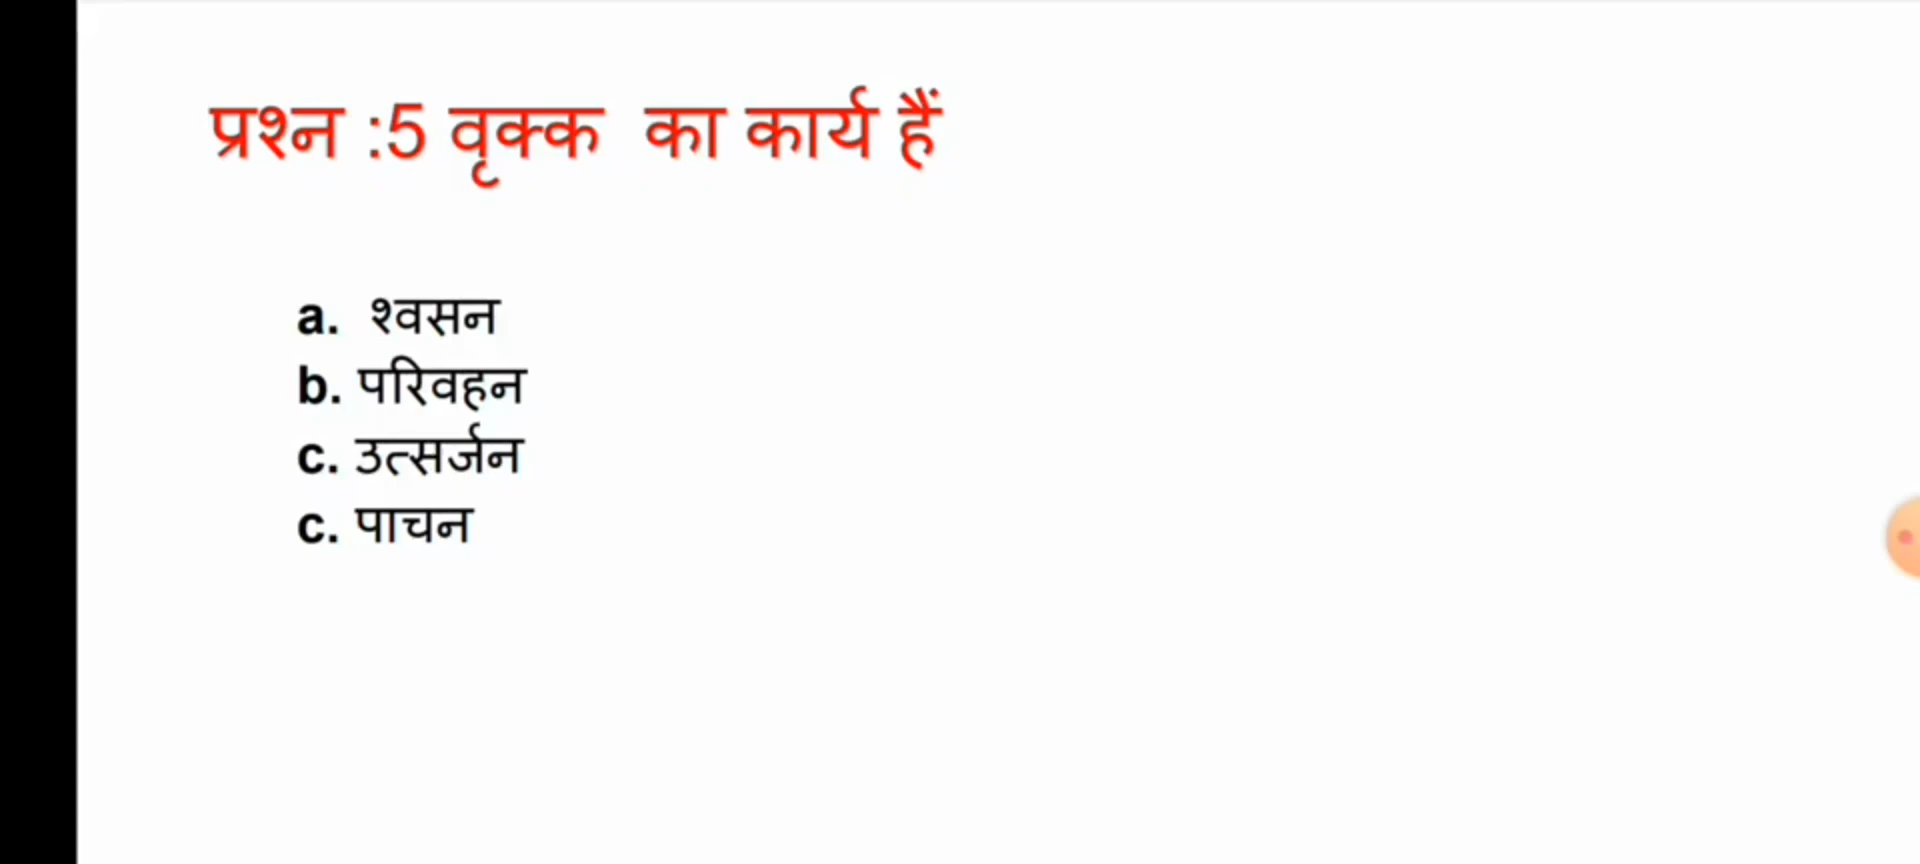 प्रश्न :5 वृक्क का कार्य हैं
a. श्वसन
b. परिवहन
c. उत्सर्जन
c. पाचन